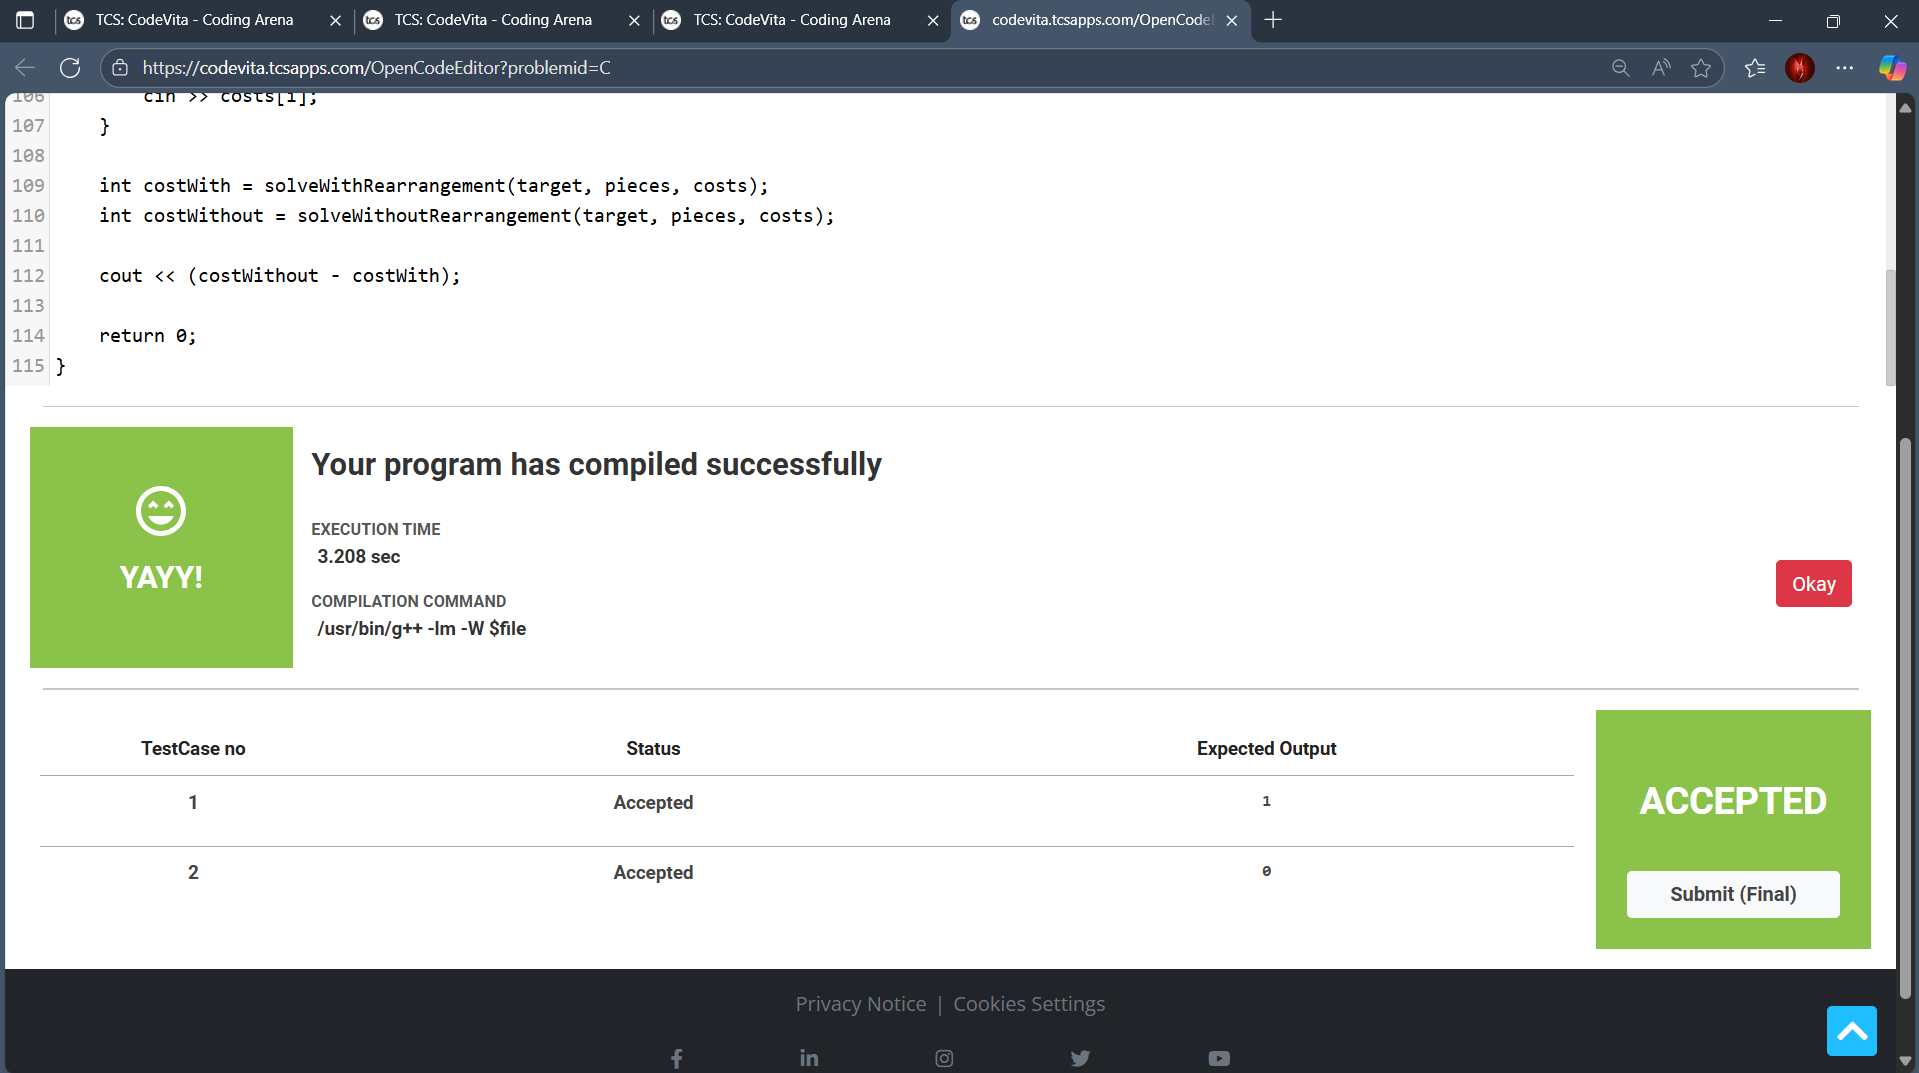 TCS: CodeVita - Coding Arena
TCS: CodeVita - Coding Arena
TCS: CodeVita - Coding Arena
codevita.tcsapps.com/OpenCodeE
https://codevita.tcsapps.com/OpenCodeEditor?problemid=C
106 cin >> costs[i];
107 }
108
109 int costWith = solveWithRearrangement(target, pieces, costs);
110 int costWithout = solveWithoutRearrangement(target, pieces, costs);
111
112 cout << (costWithout - costWith);
113
114 return 0;
115 }
YAYY!
Your program has compiled successfully
EXECUTION TIME
3.208 sec
COMPILATION COMMAND
/usr/bin/g++ -lm -W $file
Okay
TestCase no Status Expected Output
1 Accepted 1
2 Accepted 0
ACCEPTED
Submit (Final)
Privacy Notice | Cookies Settings